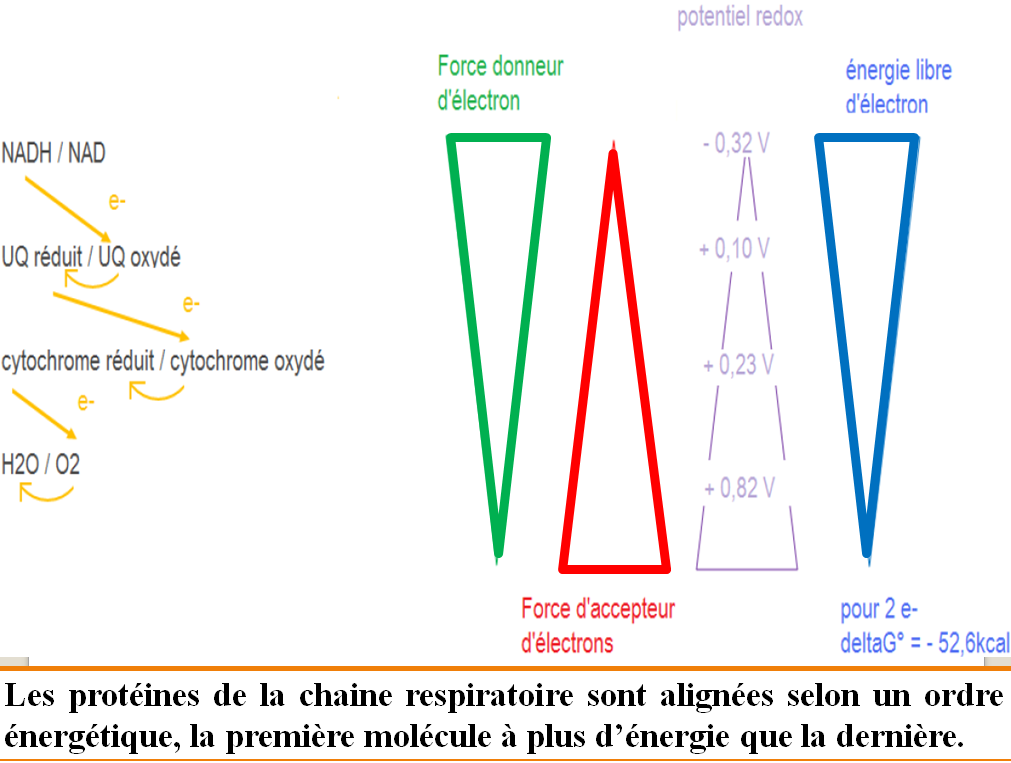 potentiel redox
Force donneur
d'électron
énergie libre
d'électron
NADH / NAD
e-
UQ réduit / UQ oxydé
e-
cytochrome réduit / cytochrome oxydé
e-
H2O / O2
- 0,32 V
+ 0,10 V
+ 0,23 V
+ 0,82 V
Force d'accepteur
d'électrons
pour 2 e-
deltaG° = - 52,6kcal
Les protéines de la chaine respiratoire sont alignées selon un ordre
énergétique, la première molécule à plus d’énergie que la dernière.